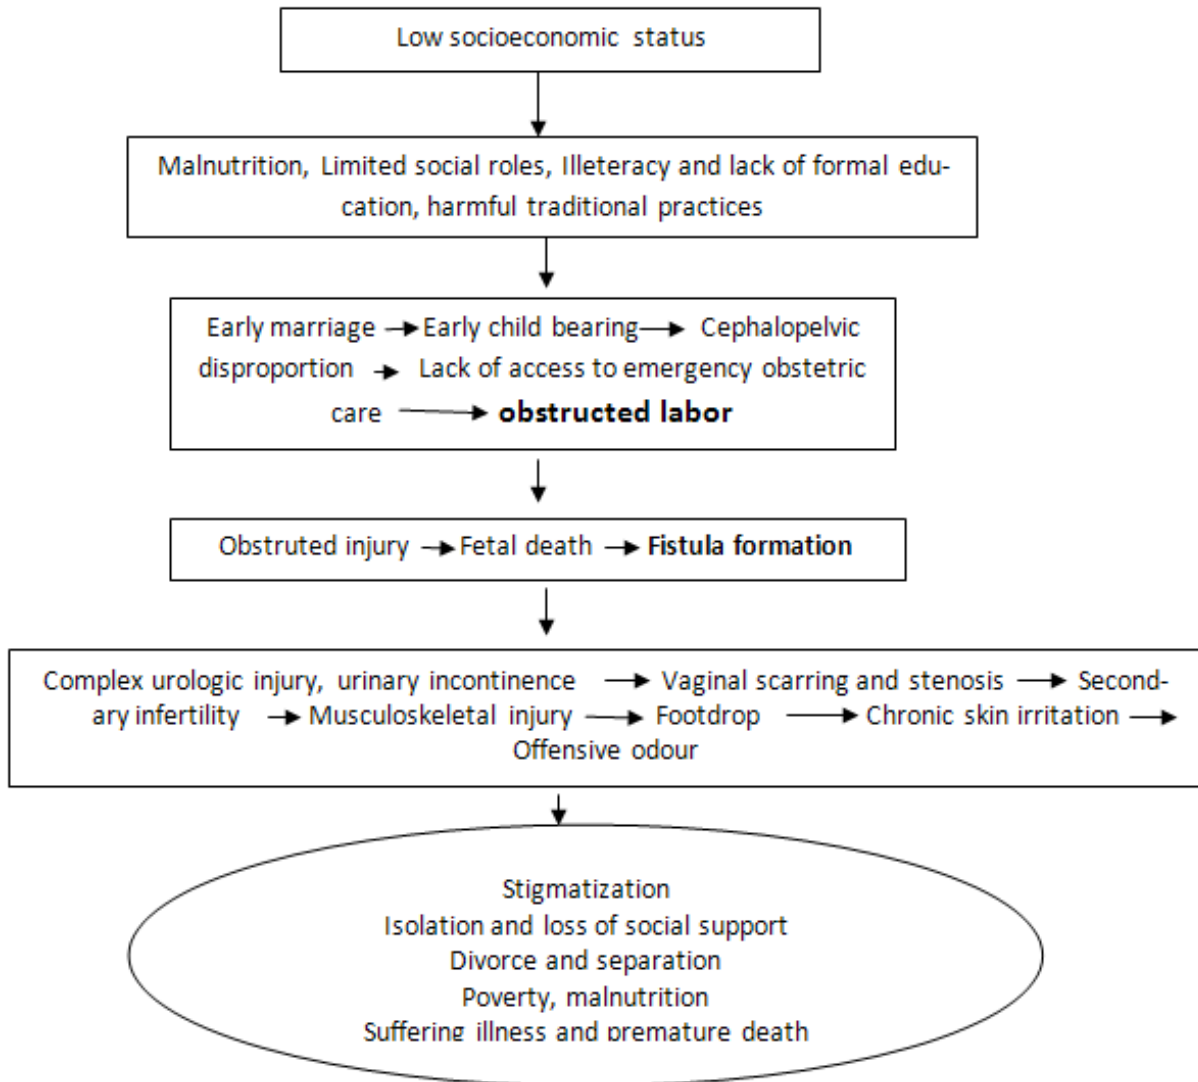 Low socioeconomic status
Malnutrition, Limited social roles, Illeteracy and lack of formal edu-
cation, harmful traditional practices
Early marriage → Early child bearing → Cephalopelvic
disproportion → Lack of access to emergency obstetric
care → obstructed labor
Obstruted injury → Fetal death → Fistula formation
Complex urologic injury, urinary incontinence → Vaginal scarring and stenosis → Second-
ary infertility → Musculoskeletal injury → Footdrop → Chronic skin irritation →
Offensive odour
Stigmatization
Isolation and loss of social support
Divorce and separation
Poverty, malnutrition
Suffering illness and premature death